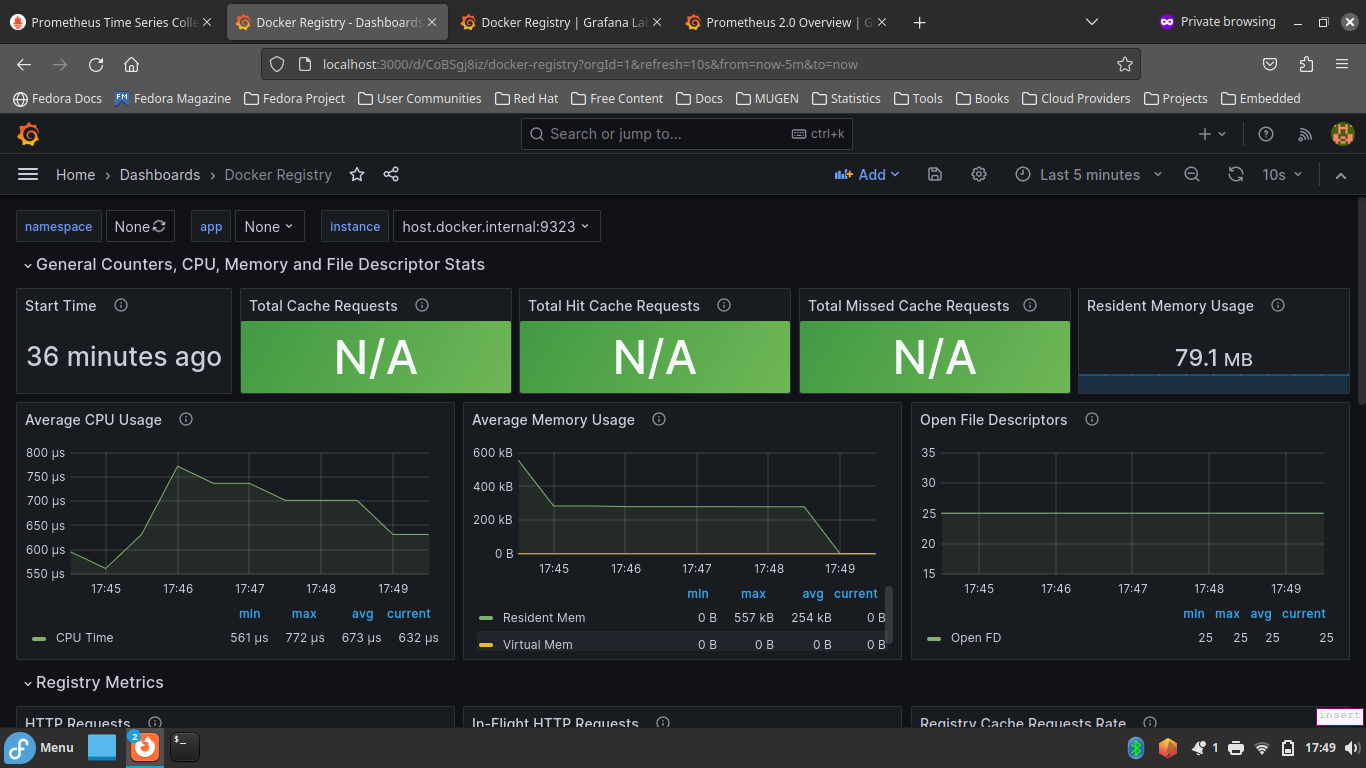 Prometheus Time Series Colle
Docker Registry - Dashboards
Docker Registry | Grafana La
Prometheus 2.0 Overview | G
Private browsing
localhost:3000/d/CoBSgj8iz/docker-registry?orgId=1&refresh=10s&from=now-5m&to=now
Fedora Docs
FM
Fedora Magazine
Fedora Project
User Communities
Red Hat
Free Content
Docs
MUGEN
Statistics
Tools
Books
Cloud Providers
Projects
Embedded
Search or jump to...
ctrl+k
Home › Dashboards › Docker Registry
Add
Last 5 minutes
10s
namespace
None
app
None
instance
host.docker.internal:9323
General Counters, CPU, Memory and File Descriptor Stats
Start Time
36 minutes ago
Total Cache Requests
N/A
Total Hit Cache Requests
N/A
Total Missed Cache Requests
N/A
Resident Memory Usage
79.1 MB
Average CPU Usage
800 µs
750 µs
700 µs
650 µs
600 µs
550 µs
17:45 17:46 17:47 17:48 17:49
min max avg current
CPU Time 561 µs 772 µs 673 µs 632 µs
Average Memory Usage
600 kB
400 kB
200 kB
0 B
17:45 17:46 17:47 17:48 17:49
min max avg current
Resident Mem 0 B 557 kB 254 kB 0 B
Virtual Mem 0 B 0 B 0 B 0 B
Open File Descriptors
35
30
25
20
15
17:45 17:46 17:47 17:48 17:49
min max avg current
Open FD 25 25 25 25
Registry Metrics
HTTP Requests
In-Flight HTTP Requests
Registry Cache Requests Rate
insert
Menu
2
$_
1
17:49